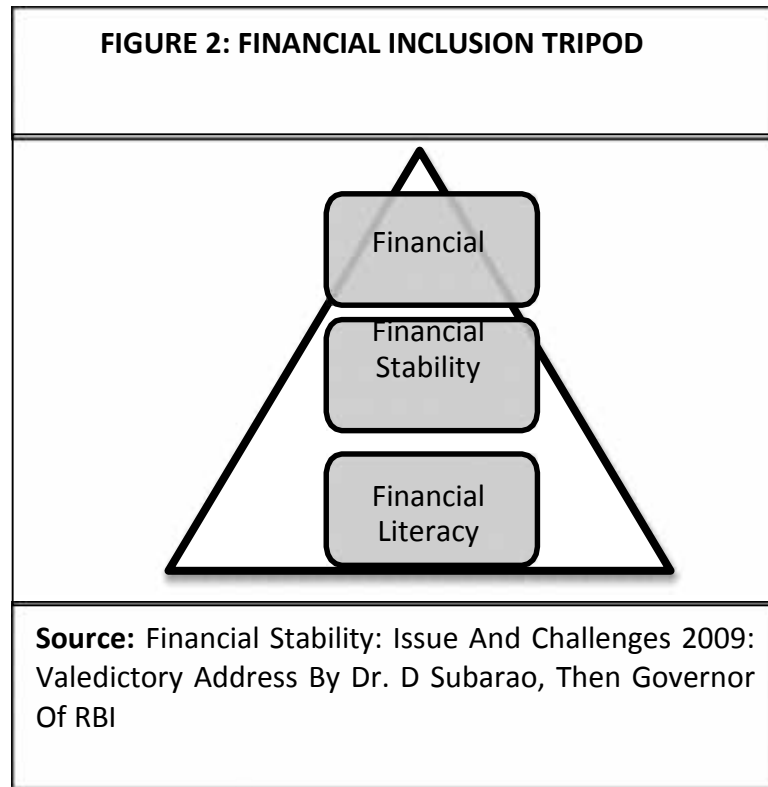 FIGURE 2: FINANCIAL INCLUSION TRIPOD
Financial
Financial
Stability
Financial
Literacy
Source: Financial Stability: Issue And Challenges 2009:
Valedictory Address By Dr. D Subarao, Then Governor
Of RBI